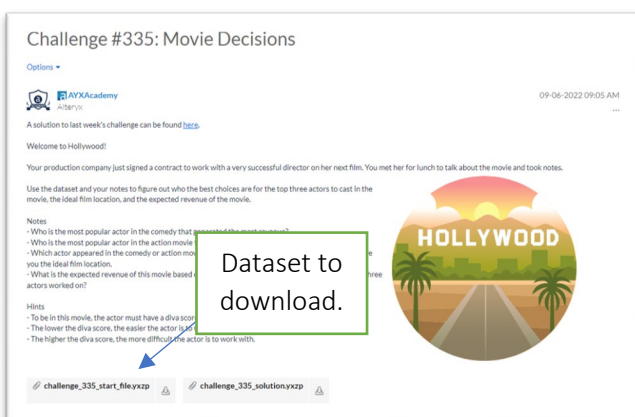 Challenge #335: Movie Decisions
Options
AYXAcademy
09-06-2022 09:05 AM
Alteryx
A solution to last week's challenge can be found here.
Welcome to Hollywood!
Your production company just signed a contract to work with a very successful director on her next film. You met her for lunch to talk about the movie and took notes.
Use the dataset and your notes to figure out who the best choices are for the top three actors to cast in the
movie, the ideal film location, and the expected revenue of the movie.
Notes
- Who is the most popular actor in the comedy that generated the most revenue?
- Who is the most popular actor in the action movie
- Which actor appeared in the comedy or action
you the ideal film location.
- What is the expected revenue of this movie based
three
actors worked on?
Hints
- To be in this movie, the actor must have a diva
- The lower the diva score, the easier the actor is to
- The higher the diva score, the more difficult the actor is to work with.
HOLLYWOOD
Dataset to
download.
challenge_335_start_file.yxzp
challenge_335_solution.yxzp